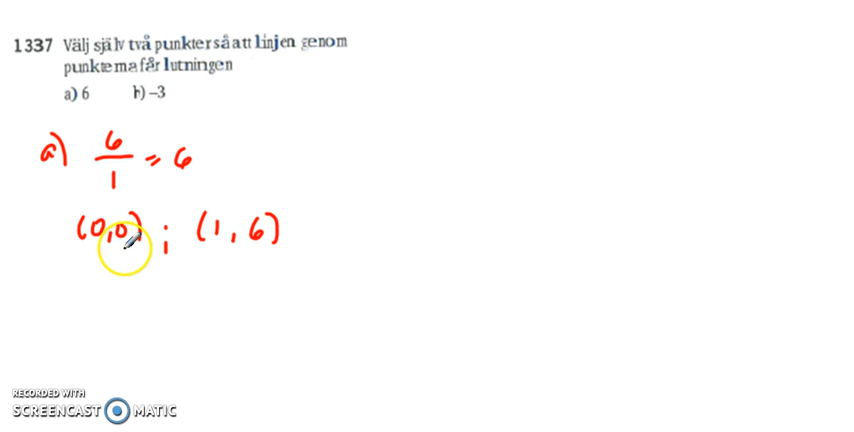 1337 Välj själv två punkter så att linjen genom
punkterna får lutningen
a) 6 b) –3
a) 6/1 = 6
(0,0) ; (1,6)
RECORDED WITH
SCREENCAST MATIC